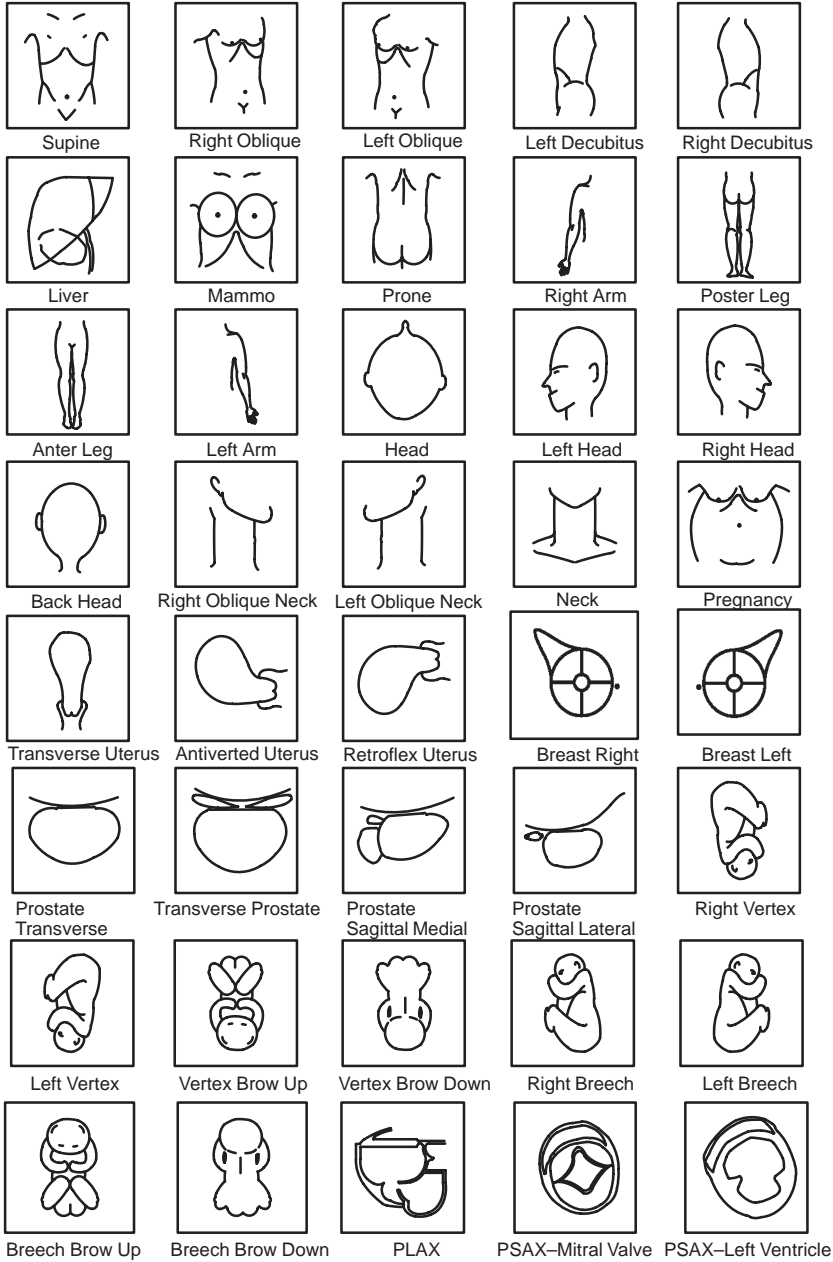 Supine
Right Oblique
Left Oblique
Left Decubitus
Right Decubitus
Liver
Mammo
Prone
Right Arm
Poster Leg
Anter Leg
Left Arm
Head
Left Head
Right Head
Back Head
Right Oblique Neck
Left Oblique Neck
Neck
Pregnancy
Transverse Uterus
Antiverted Uterus
Retroflex Uterus
Breast Right
Breast Left
Prostate
Transverse
Transverse Prostate
Prostate
Sagittal Medial
Prostate
Sagittal Lateral
Right Vertex
Left Vertex
Vertex Brow Up
Vertex Brow Down
Right Breech
Left Breech
Breech Brow Up
Breech Brow Down
PLAX
PSAX–Mitral Valve
PSAX–Left Ventricle